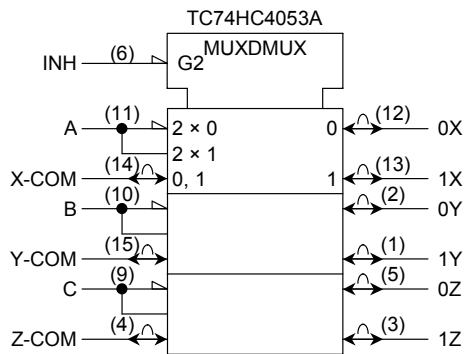 TC74HC4053A
MUXDMUX
INH (6) G2
A (11) 2 × 0 0 (12) 0X
2 × 1
X-COM (14) 0, 1 1 (13) 1X
B (10) (2) 0Y
Y-COM (15) (1) 1Y
C (9) (5) 0Z
Z-COM (4) (3) 1Z